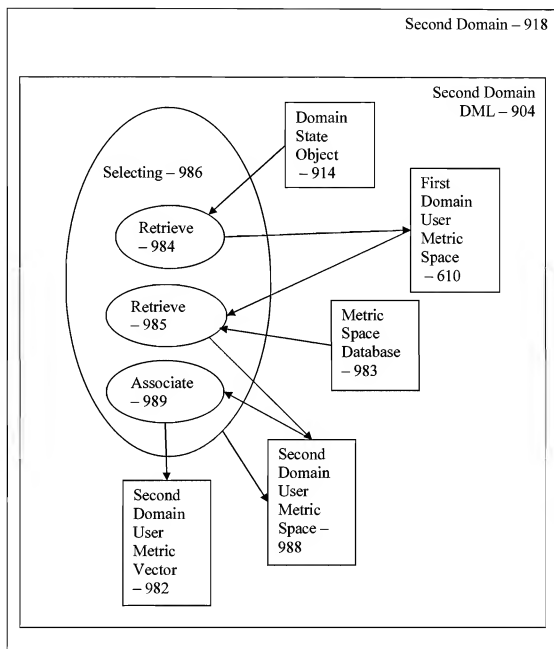 Second Domain – 918
Second Domain
DML – 904
Domain
State
Object
– 914
Selecting – 986
First
Domain
User
Metric
Space
– 610
Retrieve
– 984
Retrieve
– 985
Metric
Space
Database
– 983
Associate
– 989
Second
Domain
User
Metric
Space –
988
Second
Domain
User
Metric
Vector
– 982